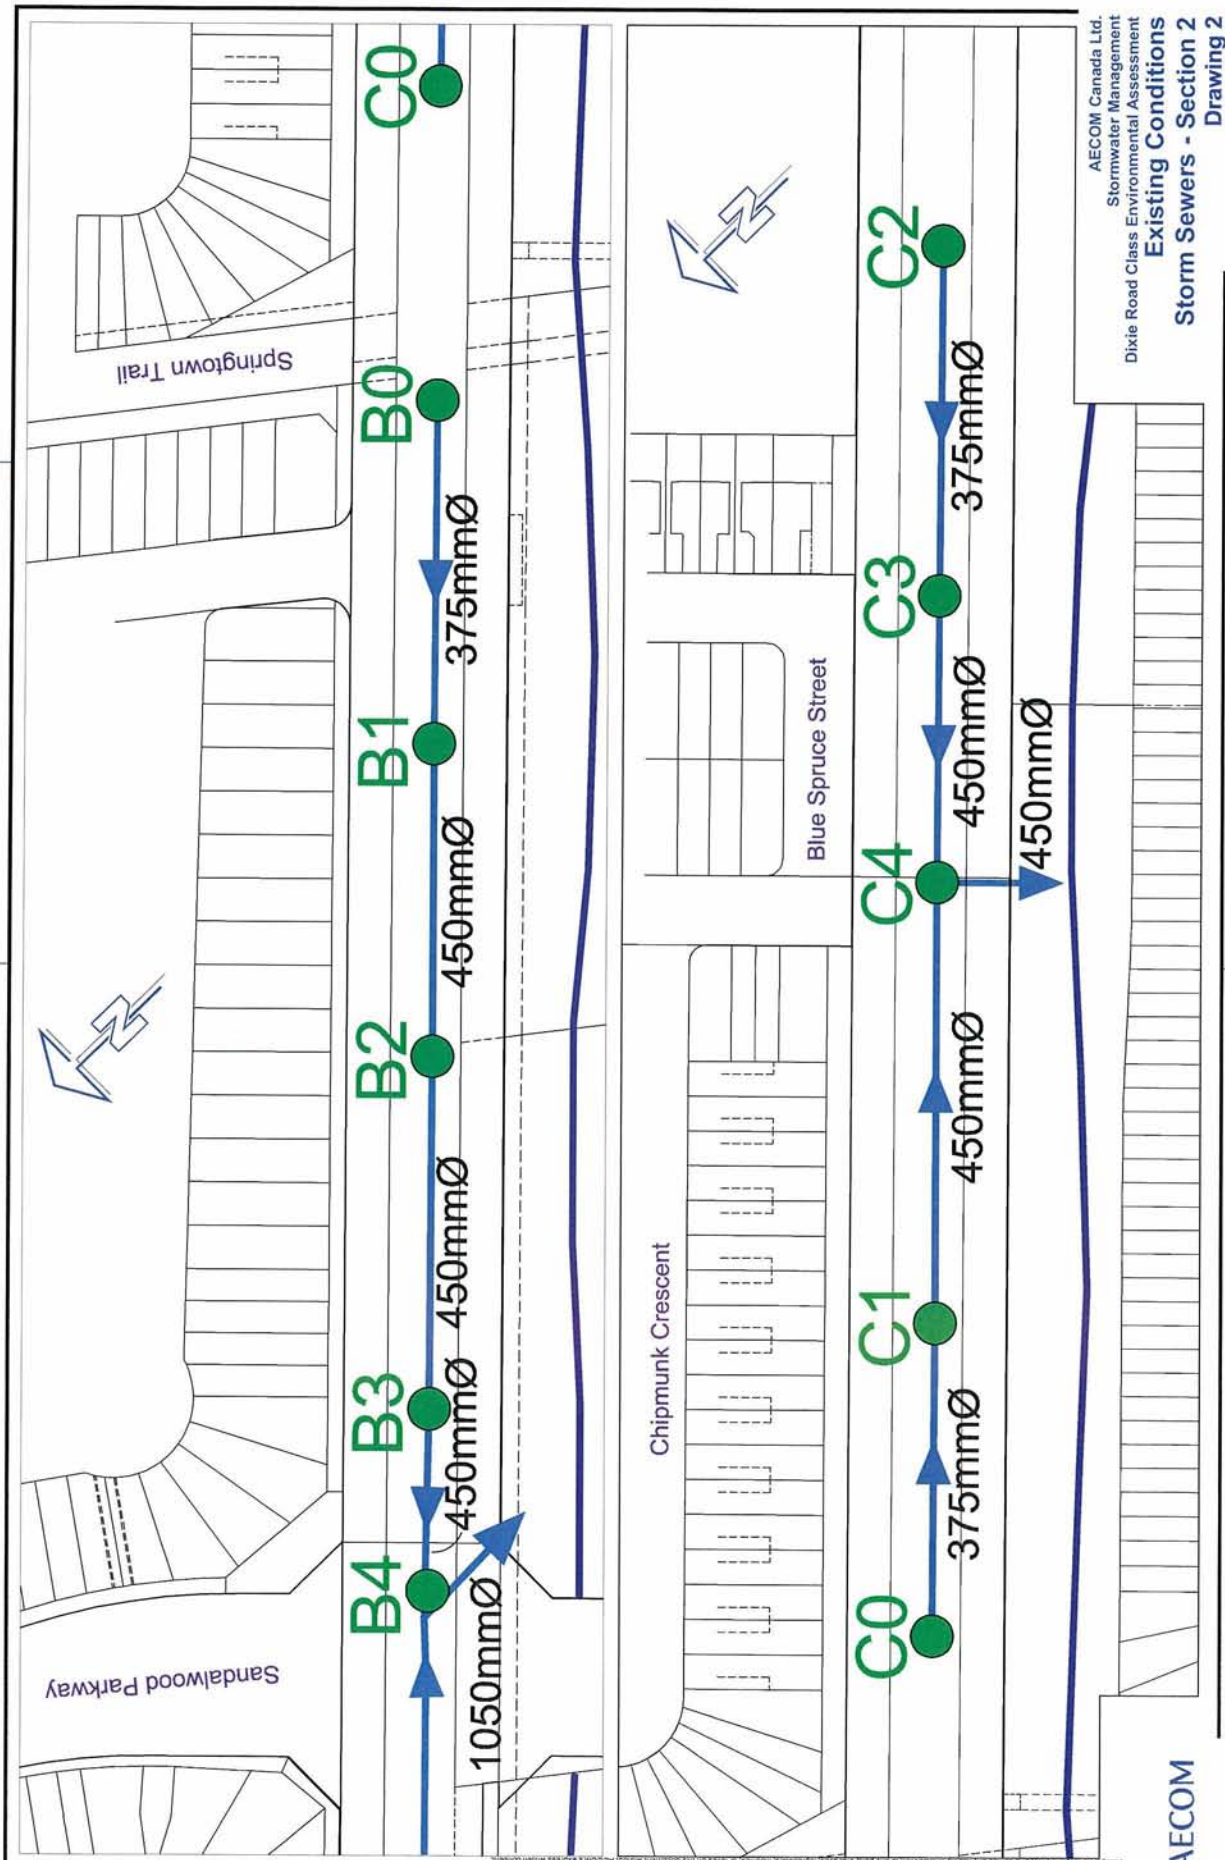 Sandalwood Parkway
B4
B3
B2
B1
B0
C0
1050mmØ
450mmØ
450mmØ
450mmØ
375mmØ
Springtown Trail
N
Chipmunk Crescent
Blue Spruce Street
N
C0
C1
C4
C3
C2
375mmØ
450mmØ
450mmØ
375mmØ
450mmØ
AECOM
AECOM Canada Ltd.
Stormwater Management
Dixie Road Class Environmental Assessment
Existing Conditions
Storm Sewers - Section 2
Drawing 2